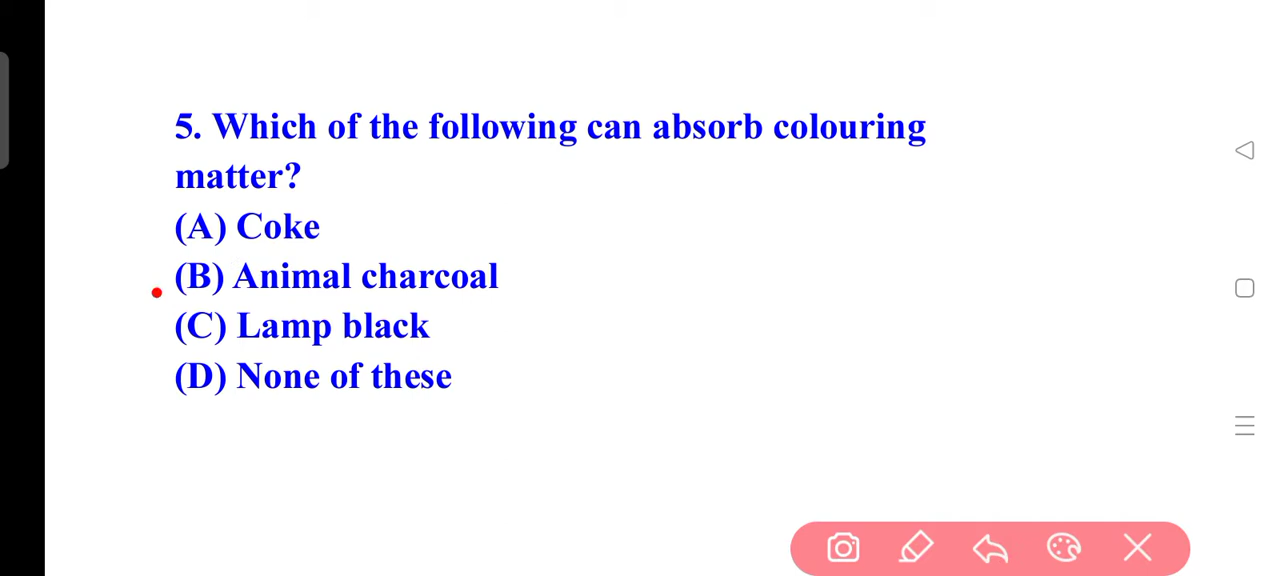 5. Which of the following can absorb colouring
matter?
(A) Coke
(B) Animal charcoal
(C) Lamp black
(D) None of these